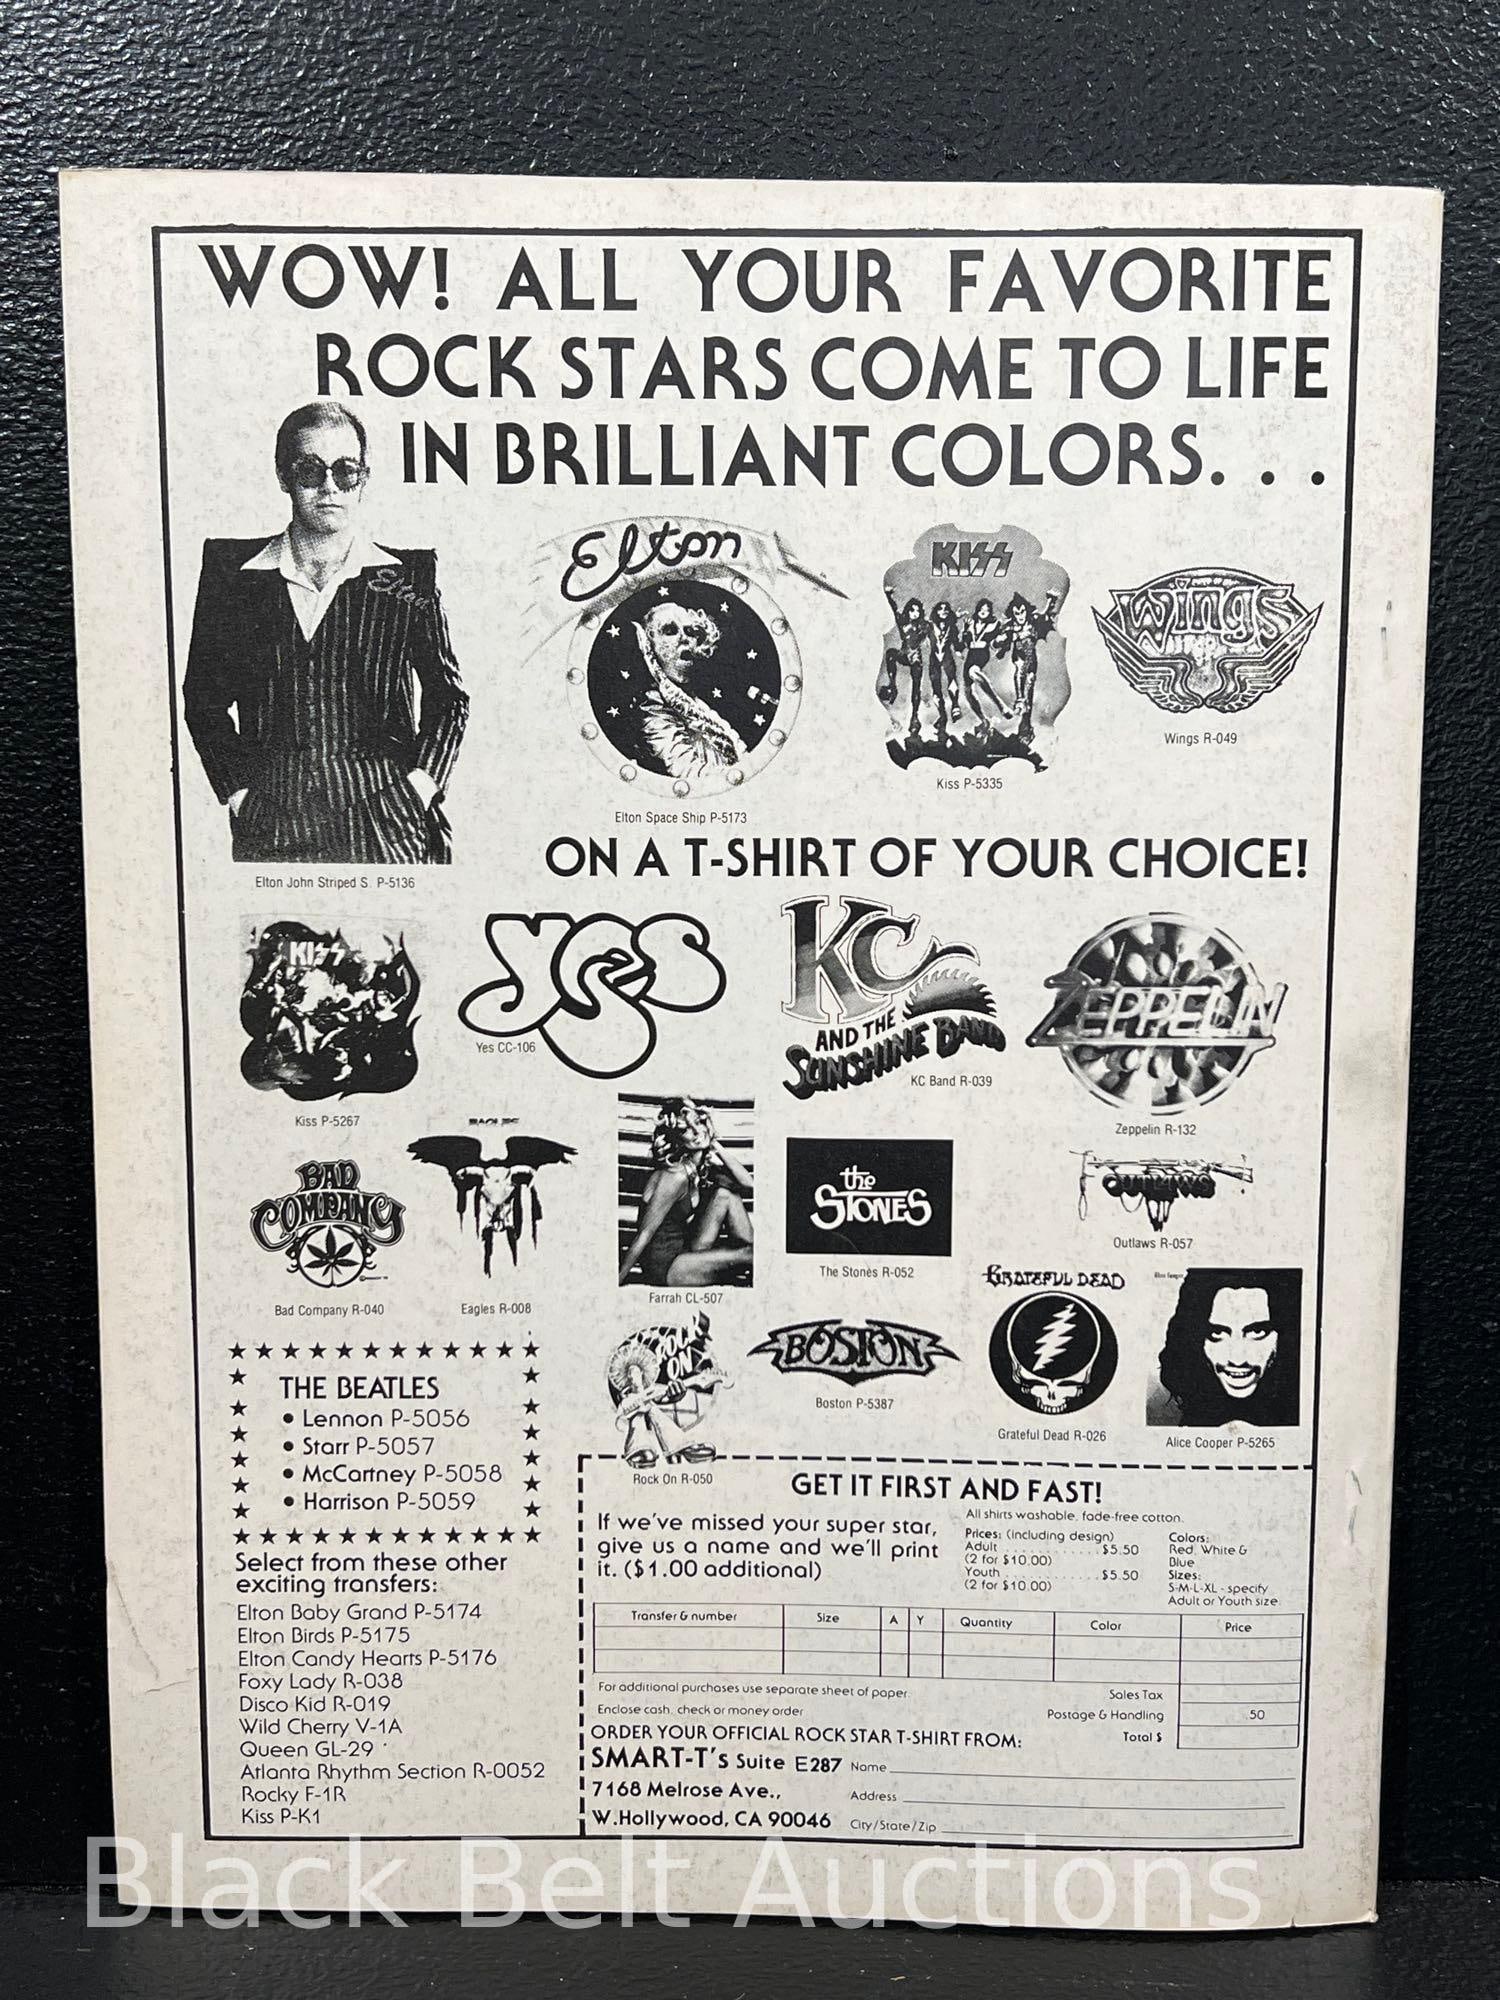 WOW! ALL YOUR FAVORITE
ROCK STARS COME TO LIFE
IN BRILLIANT COLORS. . .
Elton
Elton John Striped S. P-5136
Elton
Elton Space Ship P-5173
KISS
Kiss P-5335
Wings
Wings R-049
ON A T-SHIRT OF YOUR CHOICE!
KISS
Kiss P-5267
Yes
Yes CC-106
KC
AND THE
SUNSHINE BAND
KC Band R-039
ZEPPELIN
Zeppelin R-132
BAD
COMPANY
Bad Company R-040
EAGLES
Eagles R-008
Farrah CL-507
the
STONES
The Stones R-052
OUTLAWS
Outlaws R-057
ROCK
ON
Rock On R-050
BOSTON
Boston P-5387
GRATEFUL DEAD
Grateful Dead R-026
Alice Cooper
Alice Cooper P-5265
THE BEATLES
• Lennon P-5056
• Starr P-5057
• McCartney P-5058
• Harrison P-5059
Select from these other
exciting transfers:
Elton Baby Grand P-5174
Elton Birds P-5175
Elton Candy Hearts P-5176
Foxy Lady R-038
Disco Kid R-019
Wild Cherry V-1A
Queen GL-29
Atlanta Rhythm Section R-0052
Rocky F-1R
Kiss P-K1
GET IT FIRST AND FAST!
If we've missed your super star,
give us a name and we'll print
it. ($1.00 additional)
All shirts washable, fade-free cotton.
Prices: (including design)
Adult ............. $5.50
(2 for $10.00)
Youth ............. $5.50
(2 for $10.00)
Colors:
Red, White &
Blue
Sizes:
S-M-L-XL - specify
Adult or Youth size
Transfer & number Size A Y Quantity Color Price
For additional purchases use separate sheet of paper.
Enclose cash, check or money order
Sales Tax
Postage & Handling .50
Total $
ORDER YOUR OFFICIAL ROCK STAR T-SHIRT FROM:
SMART-T's Suite E287
7168 Melrose Ave.,
W.Hollywood, CA 90046
Name
Address
City/State/Zip
Black Belt Auctions